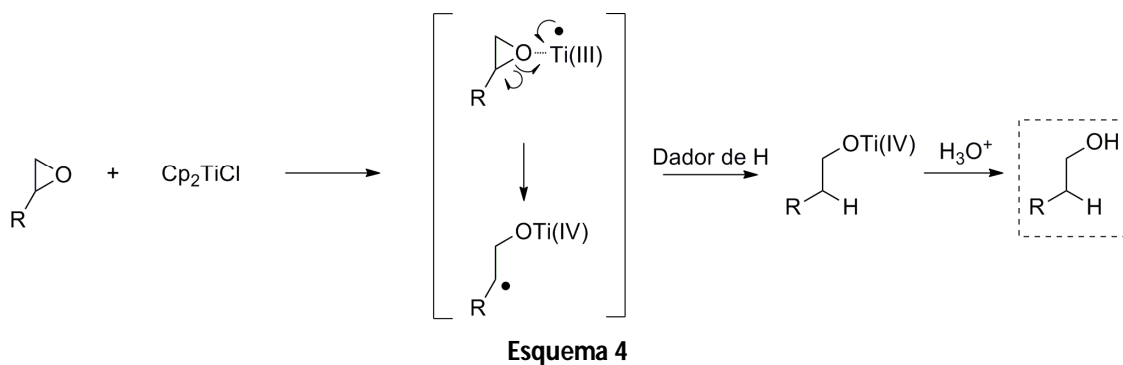 O
R
+
Cp₂TiCl
O Ti(III)
R
OTi(IV)
R
Dador de H
OTi(IV)
R H
H₃O⁺
OH
R H
Esquema 4